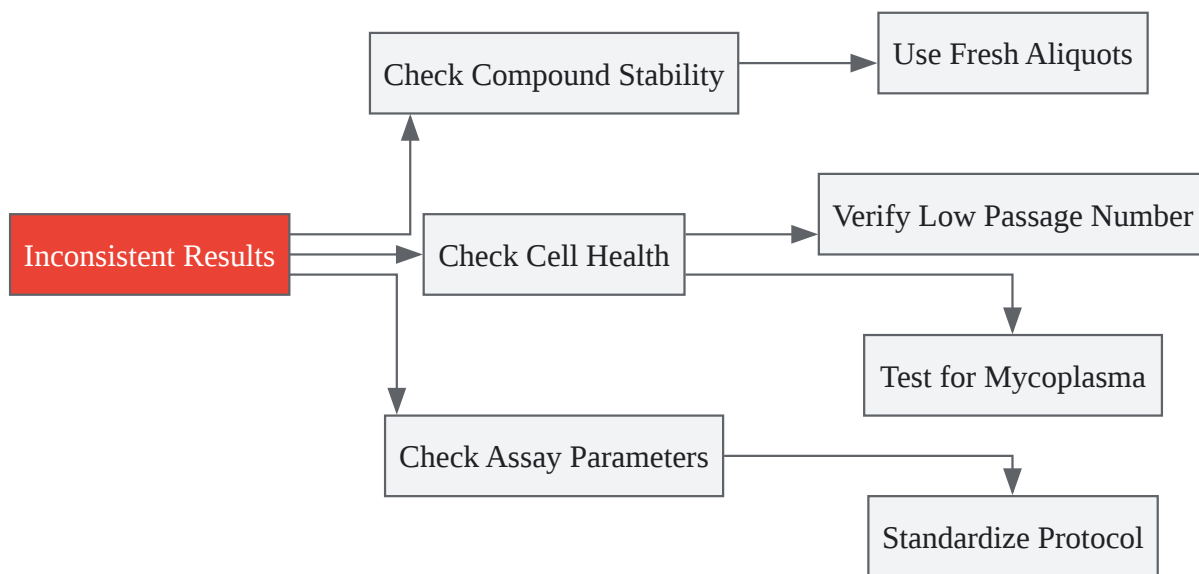 Inconsistent Results
Check Compound Stability
Use Fresh Aliquots
Check Cell Health
Verify Low Passage Number
Test for Mycoplasma
Check Assay Parameters
Standardize Protocol